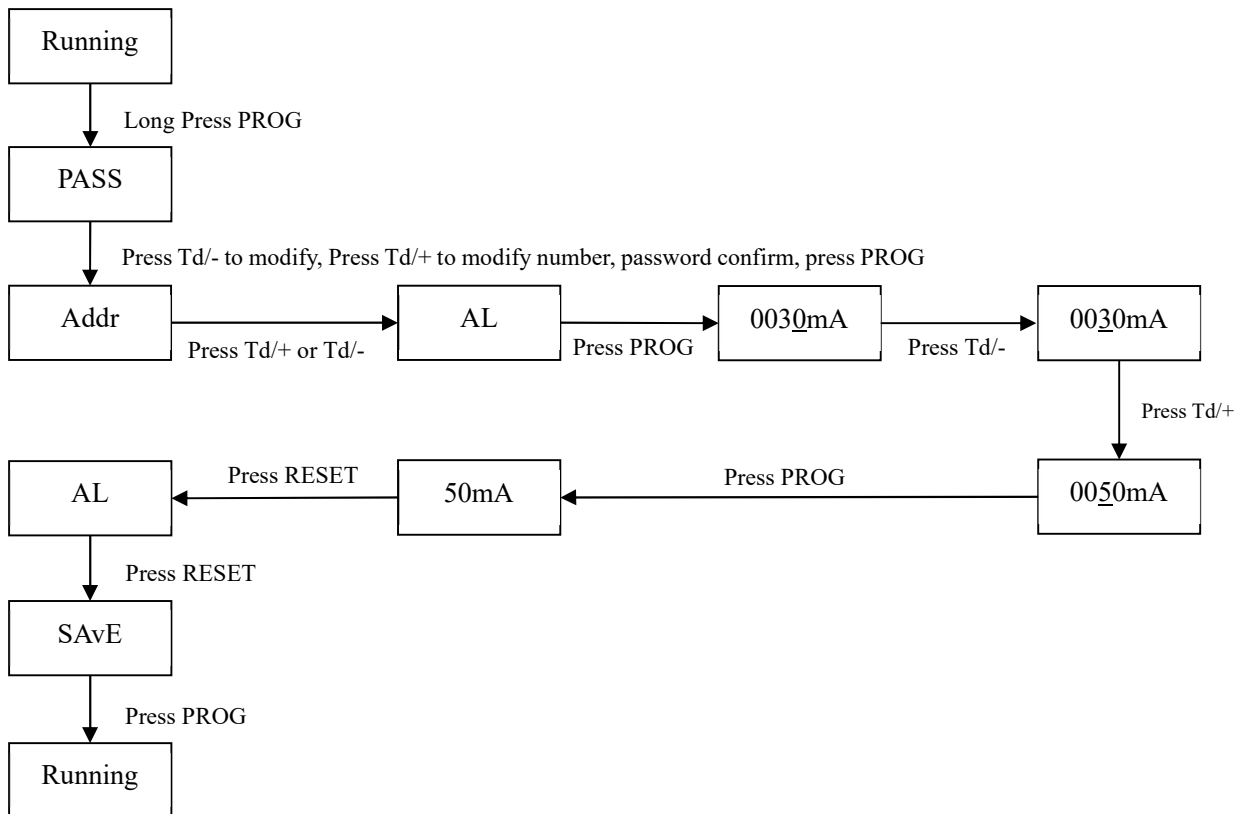 Running
Long Press PROG
PASS
Press Td/- to modify, Press Td/+ to modify number, password confirm, press PROG
Addr
Press Td/+ or Td/-
AL
Press PROG
0030mA
Press Td/-
0030mA
Press Td/+
0050mA
Press PROG
50mA
Press RESET
AL
Press RESET
SAvE
Press PROG
Running